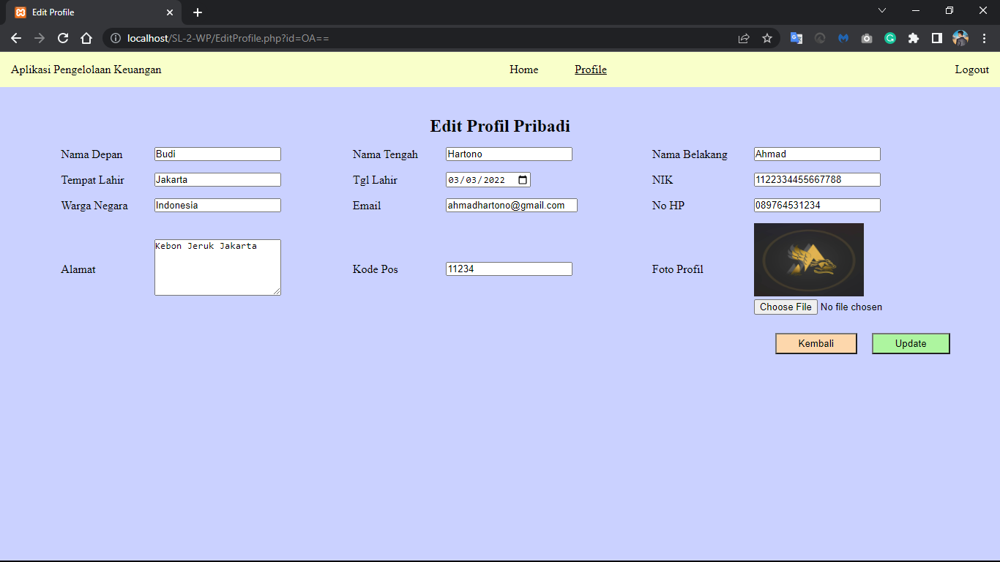 Edit Profile
localhost/SL-2-WP/EditProfile.php?id=OA==
Aplikasi Pengelolaan Keuangan Home Profile Logout
Edit Profil Pribadi
Nama Depan Budi Nama Tengah Hartono Nama Belakang Ahmad
Tempat Lahir Jakarta Tgl Lahir 03/03/2022 NIK 1122334455667788
Warga Negara Indonesia Email ahmadhartono@gmail.com No HP 089764531234
Alamat Kebon Jeruk Jakarta Kode Pos 11234 Foto Profil
Choose File No file chosen
Kembali Update